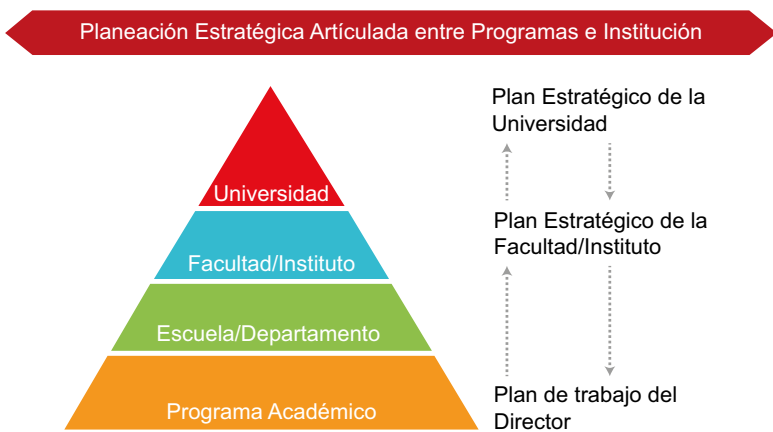 Planeación Estratégica Artículada entre Programas e Institución
Universidad
Facultad/Instituto
Escuela/Departamento
Programa Académico
Plan Estratégico de la
Universidad
Plan Estratégico de la
Facultad/Instituto
Plan de trabajo del
Director